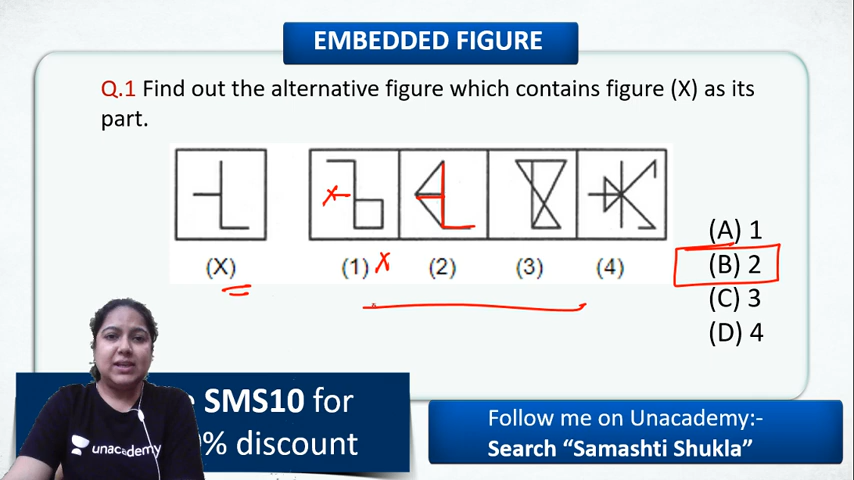 EMBEDDED FIGURE
Q.1 Find out the alternative figure which contains figure (X) as its
part.
(X) (1) X (2) (3) (4)
(A) 1
(B) 2
(C) 3
(D) 4
SMS10 for
% discount
unacademy
Follow me on Unacademy:-
Search “Samashti Shukla”